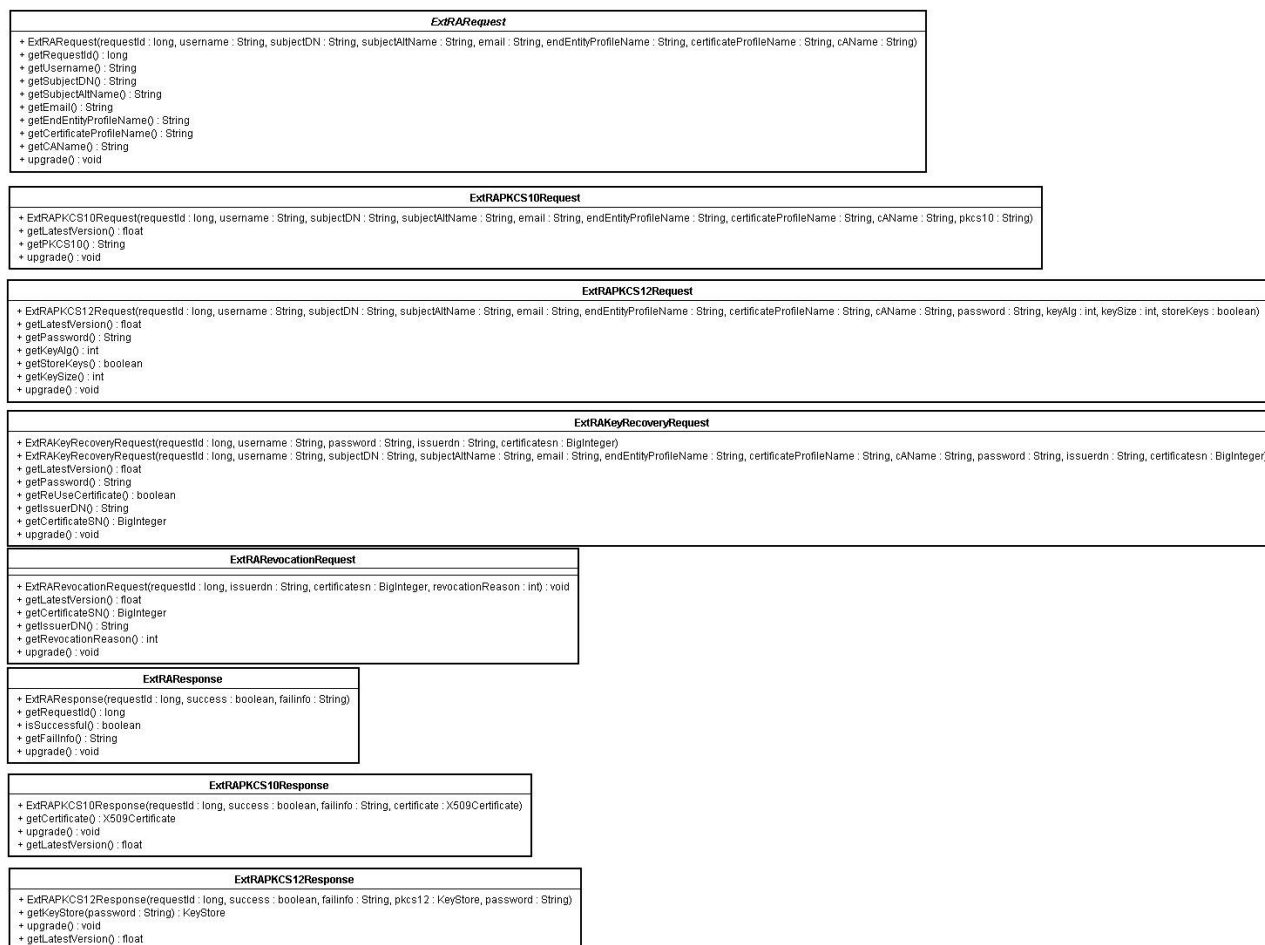 ExtRARequest
+ ExtRARequest(requestId : long, username : String, subjectDN : String, subjectAltName : String, email : String, endEntityProfileName : String, certificateProfileName : String, cAName : String)
+ getRequestId() : long
+ getUsername() : String
+ getSubjectDN() : String
+ getSubjectAltName() : String
+ getEmail() : String
+ getEndEntityProfileName() : String
+ getCertificateProfileName() : String
+ getCAName() : String
+ upgrade() : void
ExtRAPKCS10Request
+ ExtRAPKCS10Request(requestId : long, username : String, subjectDN : String, subjectAltName : String, email : String, endEntityProfileName : String, certificateProfileName : String, cAName : String, pkcs10 : String)
+ getLatestVersion() : float
+ getPKCS10() : String
+ upgrade() : void
ExtRAPKCS12Request
+ ExtRAPKCS12Request(requestId : long, username : String, subjectDN : String, subjectAltName : String, email : String, endEntityProfileName : String, certificateProfileName : String, cAName : String, password : String, keyAlg : int, keySize : int, storeKeys : boolean)
+ getLatestVersion() : float
+ getPassword() : String
+ getKeyAlg() : int
+ getStoreKeys() : boolean
+ getKeySize() : int
+ upgrade() : void
ExtRAKeyRecoveryRequest
+ ExtRAKeyRecoveryRequest(requestId : long, username : String, password : String, issuerdn : String, certificatesn : BigInteger)
+ ExtRAKeyRecoveryRequest(requestId : long, username : String, subjectDN : String, subjectAltName : String, email : String, endEntityProfileName : String, certificateProfileName : String, cAName : String, password : String, issuerdn : String, certificatesn : BigInteger)
+ getLatestVersion() : float
+ getPassword() : String
+ getReUseCertificate() : boolean
+ getIssuerDN() : String
+ getCertificateSN() : BigInteger
+ upgrade() : void
ExtRARevocationRequest
+ ExtRARevocationRequest(requestId : long, issuerdn : String, certificatesn : BigInteger, revocationReason : int) : void
+ getLatestVersion() : float
+ getCertificateSN() : BigInteger
+ getIssuerDN() : String
+ getRevocationReason() : int
+ upgrade() : void
ExtRAResponse
+ ExtRAResponse(requestId : long, success : boolean, failinfo : String)
+ getRequestId() : long
+ isSuccessful() : boolean
+ getFailInfo() : String
+ upgrade() : void
ExtRAPKCS10Response
+ ExtRAPKCS10Response(requestId : long, success : boolean, failinfo : String, certificate : X509Certificate)
+ getCertificate() : X509Certificate
+ upgrade() : void
+ getLatestVersion() : float
ExtRAPKCS12Response
+ ExtRAPKCS12Response(requestId : long, success : boolean, failinfo : String, pkcs12 : KeyStore, password : String)
+ getKeyStore(password : String) : KeyStore
+ upgrade() : void
+ getLatestVersion() : float